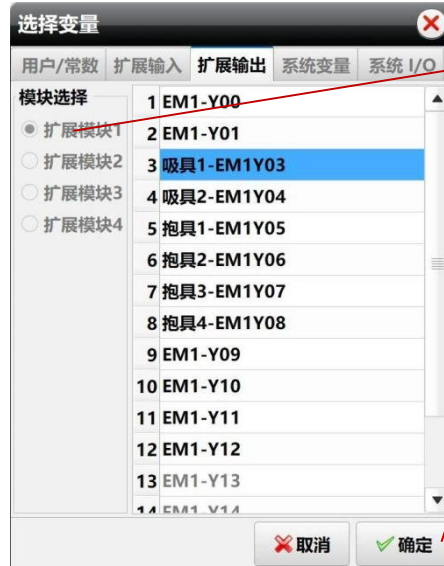 选择变量
用户/常数 扩展输入 扩展输出 系统变量 系统 I/O
模块选择
扩展模块1
扩展模块2
扩展模块3
扩展模块4
1 EM1-Y00
2 EM1-Y01
3 吸具1-EM1Y03
4 吸具2-EM1Y04
5 抱具1-EM1Y05
6 抱具2-EM1Y06
7 抱具3-EM1Y07
8 抱具4-EM1Y08
9 EM1-Y09
10 EM1-Y10
11 EM1-Y11
12 EM1-Y12
13 EM1-Y13
14 EM1-Y14
取消 确定